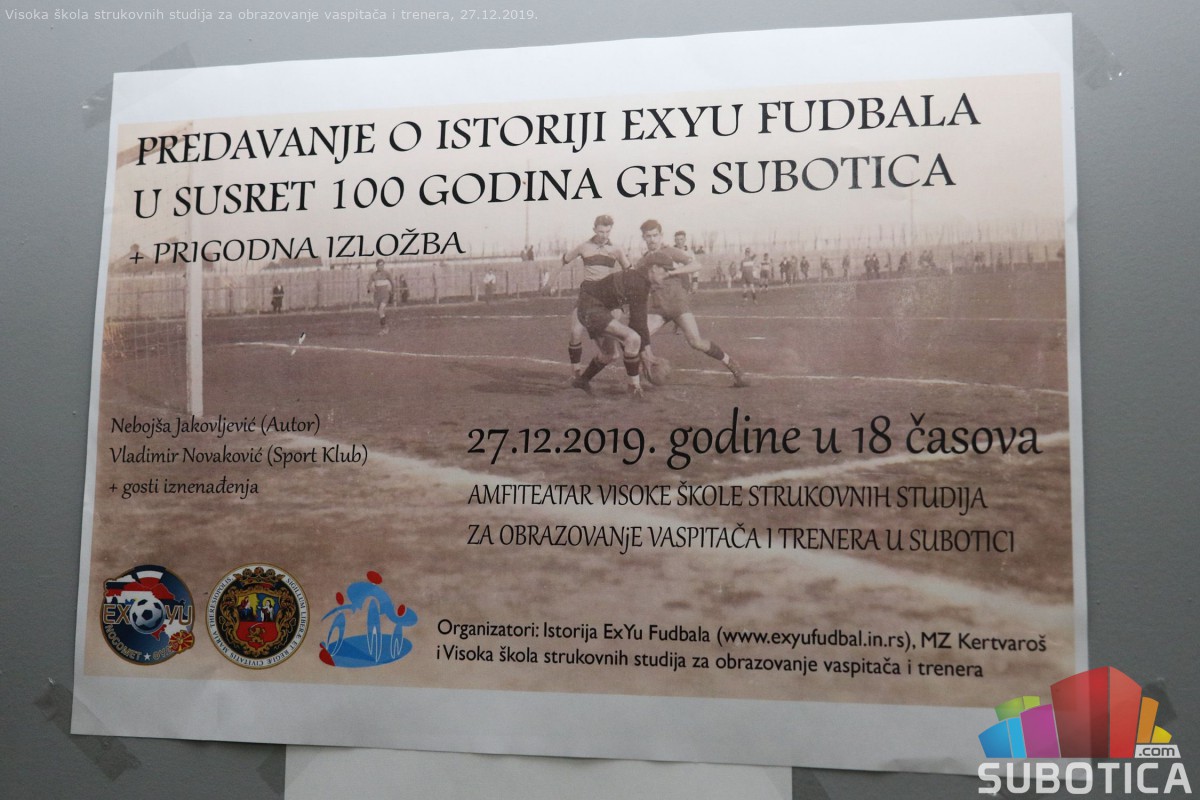 Visoka škola strukovnih studija za obrazovanje vaspitača i trenera, 27.12.2019.
PREDAVANJE O ISTORIJI EXYU FUDBALA
U SUSRET 100 GODINA GFS SUBOTICA
+ PRIGODNA IZLOŽBA
Nebojša Jakovljević (Autor)
Vladimir Novaković (Sport Klub)
+ gosti iznenađenja
27.12.2019. godine u 18 časova
AMFITEATAR VISOKE ŠKOLE STRUKOVNIH STUDIJA
ZA OBRAZOVANjE VASPITAČA I TRENERA U SUBOTICI
EX YU
NOGOMET
Organizatori: Istorija ExYu Fudbala (www.exyufudbal.in.rs), MZ Kertvaroš
i Visoka škola strukovnih studija za obrazovanje vaspitača i trenera
.com
SUBOTICA